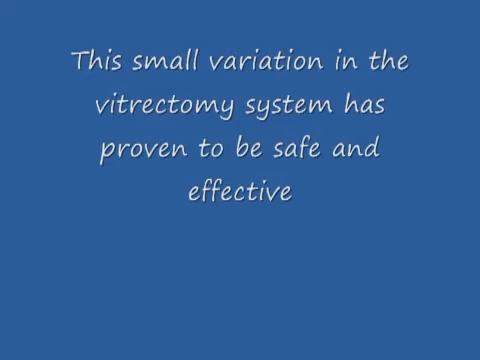 This small variation in the
vitrectomy system has
proven to be safe and
effective